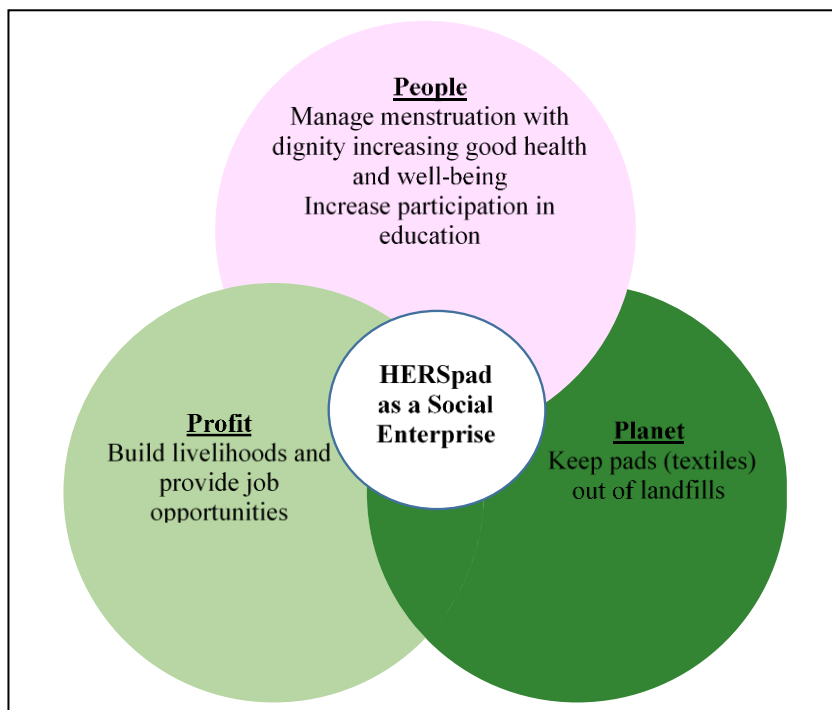 People
Manage menstruation with
dignity increasing good health
and well-being
Increase participation in
education
HERSpad
as a Social
Enterprise
Profit
Build livelihoods and
provide job
opportunities
Planet
Keep pads (textiles)
out of landfills